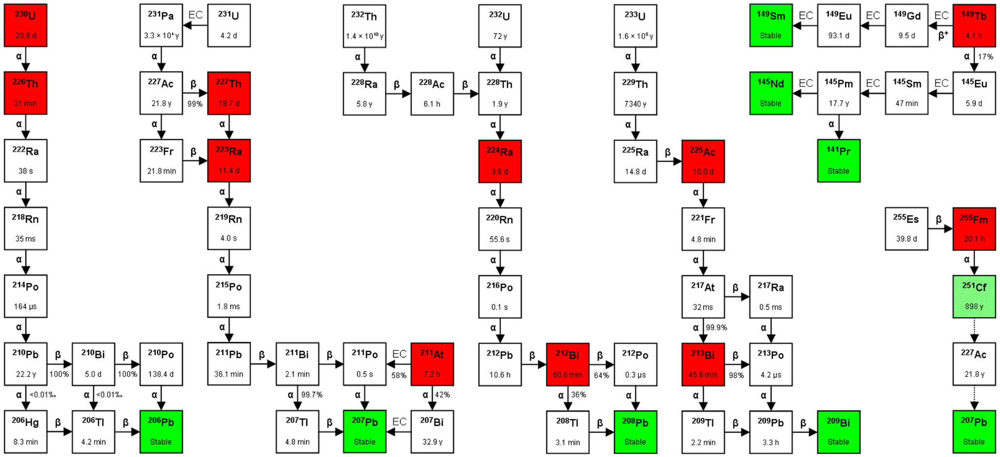 230U 231Pa EC 231U 232Th 232U 233U 149Sm EC 149Eu EC 149Gd EC 149Tb
20.8 d 3.3 × 10⁴ y 4.2 d 1.4 × 10¹⁰ y 72 y 1.6 × 10⁵ y Stable 93.1 d 9.5 d β⁺ 4.1 h
α α α α α α 17%
226Th 227Ac β 227Th 228Ra β 228Ac β 228Th 229Th 145Nd EC 145Pm EC 145Sm EC 145Eu
31 min 21.8 y 99% 18.7 d 5.8 y 6.1 h 1.9 y 7340 y Stable 17.7 y 47 min 5.9 d
α α α α α α
222Ra 223Fr β 223Ra 224Ra 225Ra β 225Ac 141Pr
38 s 21.8 min 11.4 d 3.6 d 14.8 d 10.0 d Stable
α α α α
218Rn 219Rn 220Rn 221Fr 255Es β 255Fm
35 ms 4.0 s 55.6 s 4.8 min 39.8 d 20.1 h
α α α α α
214Po 215Po 216Po 217At β 217Ra 251Cf
164 µs 1.8 ms 0.1 s 32 ms 0.5 ms 898 y
α α α α 99.9% α
210Pb β 210Bi β 210Po 211Pb β 211Bi β 211Po EC 211At 212Pb β 212Bi β 212Po 213Bi β 213Po 227Ac
22.2 y 100% 5.0 d 100% 138.4 d 36.1 min 2.1 min 0.5 s 58% 7.2 h 10.6 h 60.6 min 64% 0.3 µs 45.6 min 98% 4.2 µs 21.8 y
α <0.01‰ α <0.01‰ α α 99.7% α α 42% α 36% α α α
206Hg β 206Tl β 206Pb 207Tl β 207Pb EC 207Bi 208Tl β 208Pb 209Tl β 209Pb β 209Bi 207Pb
8.3 min 4.2 min Stable 4.8 min Stable 32.9 y 3.1 min Stable 2.2 min 3.3 h Stable Stable